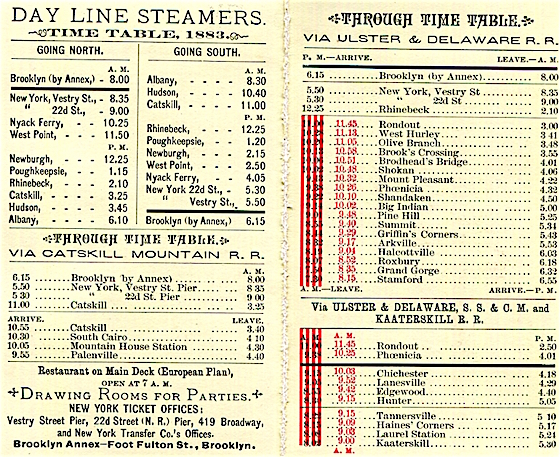 DAY LINE STEAMERS.
TIME TABLE, 1883.
GOING NORTH.
A. M.
Brooklyn (by Annex) - 8.00
New York, Vestry St., - 8.35
“ 22d St., - 9.00
Nyack Ferry, - - - 10.25
West Point, - - - 11.50
P. M.
Newburgh, - - - 12.25
Poughkeepsie, - - 1.15
Rhinebeck, - - - 2.10
Catskill, - - - - 3.25
Hudson, - - - - 3.45
Albany, - - - - 6.10
GOING SOUTH.
A. M.
Albany, - - - - 8.30
Hudson, - - - - 10.40
Catskill, - - - - 11.00
P. M.
Rhinebeck, - - - 12.25
Poughkeepsie, - - - 1.20
Newburgh, - - - 2.15
West Point, - - - 2.50
Nyack Ferry, - - - 4.05
New York 22d St., - - 5.30
“ Vestry St., - 5.50
Brooklyn (by Annex,) 6.15
THROUGH TIME TABLE.
VIA CATSKILL MOUNTAIN R. R.
A. M.
6.15 Brooklyn (by Annex) 8.00
5.50 New York, Vestry St. Pier 8 35
5.30 “ 22d St. Pier 9 00
11.00 Catskill 3.25
ARRIVE. LEAVE.
10.55 Catskill 3.40
10.30 South Cairo 4.10
10.05 Mountain House Station 4.30
9.55 Palenville 4.40
Restaurant on Main Deck (European Plan),
OPEN AT 7 A. M.
DRAWING ROOMS FOR PARTIES.
NEW YORK TICKET OFFICES:
Vestry Street Pier, 22d Street (N. R.) Pier, 419 Broadway,
and New York Transfer Co.'s Offices.
Brooklyn Annex—Foot Fulton St., Brooklyn.
THROUGH TIME TABLE.
VIA ULSTER & DELAWARE R. R.
P. M.—ARRIVE. LEAVE.—A. M.
6.15 Brooklyn (by Annex) 8.00
5.50 New York, Vestry St 8.35
5.30 “ 22d St 9.00
12.25 Rhinebeck 2.10
11.45 Rondout 3.00
11.13 West Hurley 3.41
11.05 Olive Branch 3.48
10.58 Brook's Crossing 3.55
10.51 Brodhead's Bridge 4.01
10.48 Shokan 4.06
10.32 Mount Pleasant 4.22
10.26 Phœnicia 4.32
10.10 Shandaken 4.50
10.02 Big Indian 5.00
9.48 Pine Hill 5.25
9.40 Summit 5.34
9.29 Griffin's Corners 5.43
9.17 Arkville 5.55
9.04 Halcottville 6.03
8.52 Roxbury 6.18
8.35 Grand Gorge 6.32
8.15 Stamford 6.55
A. M.—LEAVE. ARRIVE.—P. M.
Via ULSTER & DELAWARE, S. S. & C. M. and
KAATERSKILL R. R.
A. M. P. M.
11.45 Rondout 2.50
10.25 Phœnicia 4.01
10.03 Chichester 4.18
9.52 Lanesville 4.29
9.42 Edgewood 4.40
9.30 Hunter 5.05
9.15 Tannersville 5 10
9.09 Haines' Corners 5.17
9.03 Laurel Station 5.21
9.00 Kaaterskill 5.30
A. M.